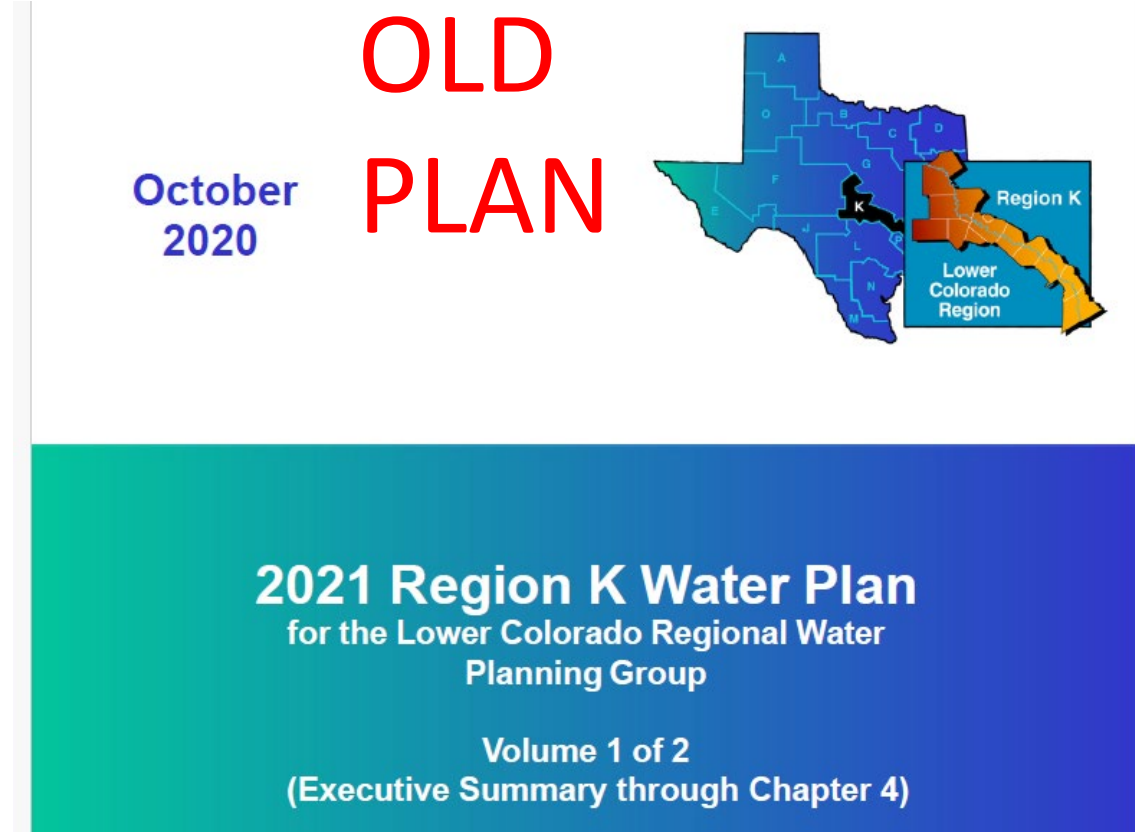 OLD
PLAN
October
2020
A
O
B
C
D
G
F
E
K
J
L
P
N
M
Region K
Lower
Colorado
Region
2021 Region K Water Plan
for the Lower Colorado Regional Water
Planning Group
Volume 1 of 2
(Executive Summary through Chapter 4)